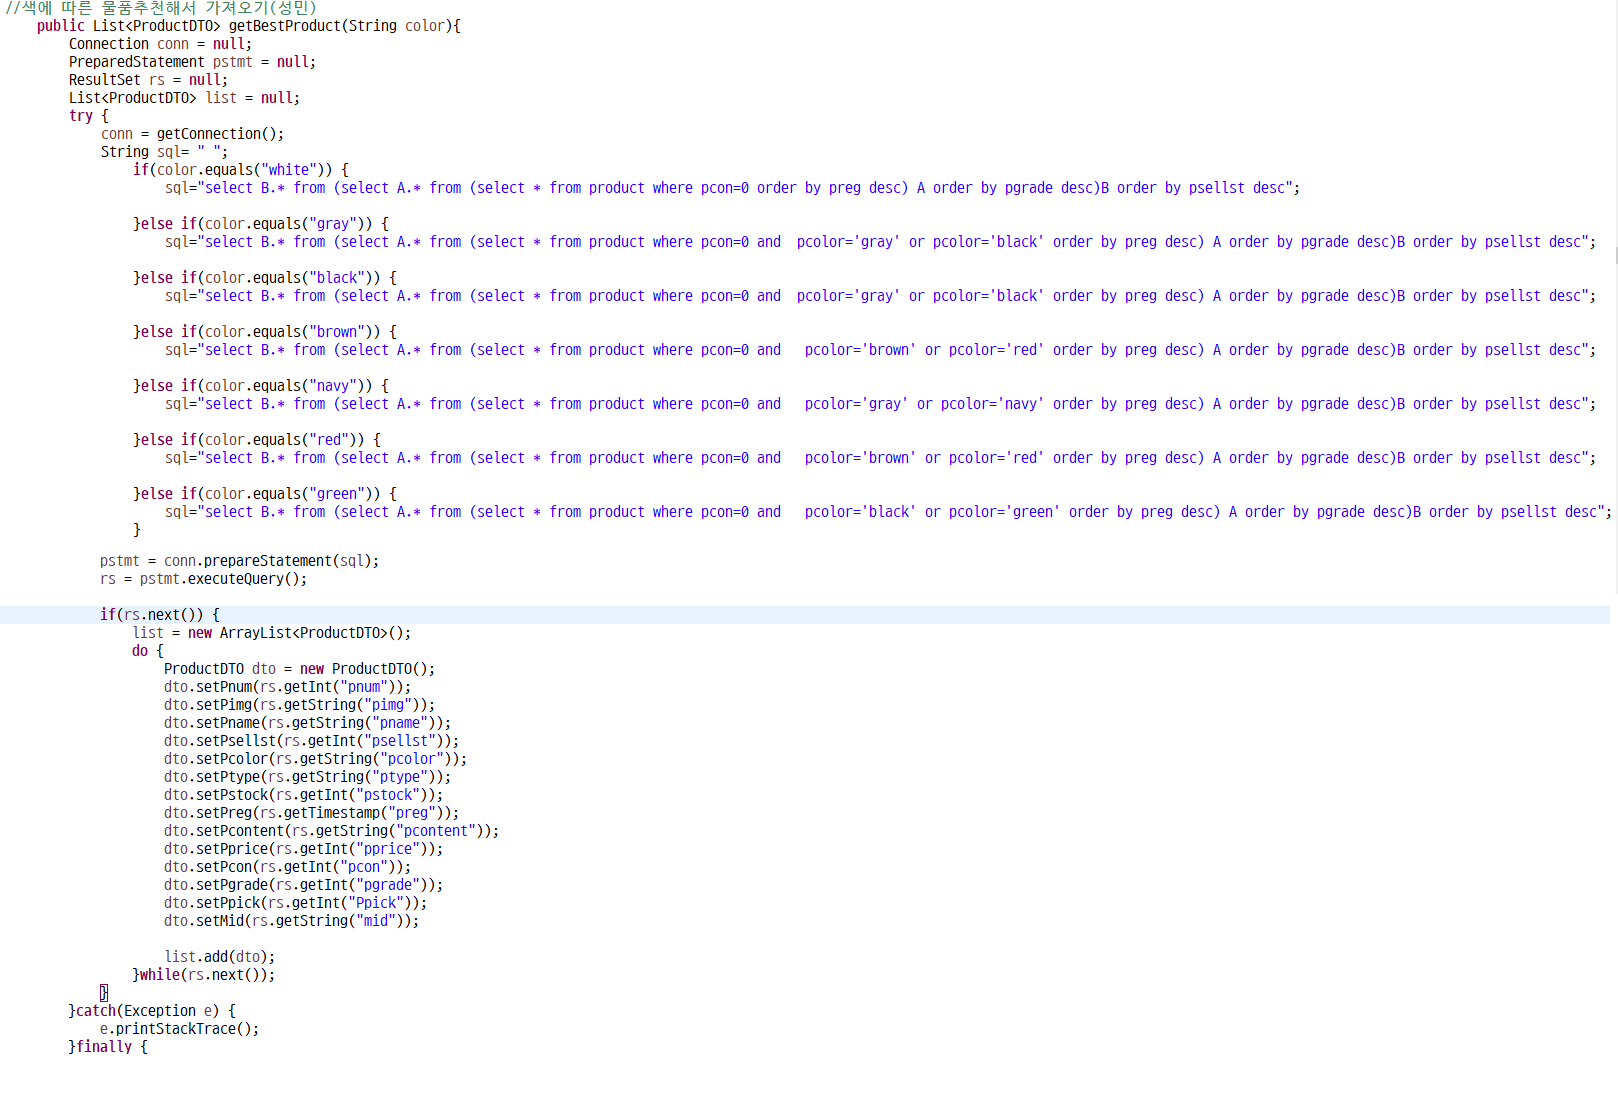 //색에 따른 물품추천해서 가져오기(성민)
public List<ProductDTO> getBestProduct(String color){
Connection conn = null;
PreparedStatement pstmt = null;
ResultSet rs = null;
List<ProductDTO> list = null;
try {
conn = getConnection();
String sql= " ";
if(color.equals("white")) {
sql="select B.* from (select A.* from (select * from product where pcon=0 order by preg desc) A order by pgrade desc)B order by psellst desc";
}else if(color.equals("gray")) {
sql="select B.* from (select A.* from (select * from product where pcon=0 and  pcolor='gray' or pcolor='black' order by preg desc) A order by pgrade desc)B order by psellst desc";
}else if(color.equals("black")) {
sql="select B.* from (select A.* from (select * from product where pcon=0 and  pcolor='gray' or pcolor='black' order by preg desc) A order by pgrade desc)B order by psellst desc";
}else if(color.equals("brown")) {
sql="select B.* from (select A.* from (select * from product where pcon=0 and   pcolor='brown' or pcolor='red' order by preg desc) A order by pgrade desc)B order by psellst desc";
}else if(color.equals("navy")) {
sql="select B.* from (select A.* from (select * from product where pcon=0 and   pcolor='gray' or pcolor='navy' order by preg desc) A order by pgrade desc)B order by psellst desc";
}else if(color.equals("red")) {
sql="select B.* from (select A.* from (select * from product where pcon=0 and   pcolor='brown' or pcolor='red' order by preg desc) A order by pgrade desc)B order by psellst desc";
}else if(color.equals("green")) {
sql="select B.* from (select A.* from (select * from product where pcon=0 and   pcolor='black' or pcolor='green' order by preg desc) A order by pgrade desc)B order by psellst desc";
}
pstmt = conn.prepareStatement(sql);
rs = pstmt.executeQuery();
if(rs.next()) {
list = new ArrayList<ProductDTO>();
do {
ProductDTO dto = new ProductDTO();
dto.setPnum(rs.getInt("pnum"));
dto.setPimg(rs.getString("pimg"));
dto.setPname(rs.getString("pname"));
dto.setPsellst(rs.getInt("psellst"));
dto.setPcolor(rs.getString("pcolor"));
dto.setPtype(rs.getString("ptype"));
dto.setPstock(rs.getInt("pstock"));
dto.setPreg(rs.getTimestamp("preg"));
dto.setPcontent(rs.getString("pcontent"));
dto.setPprice(rs.getInt("pprice"));
dto.setPcon(rs.getInt("pcon"));
dto.setPgrade(rs.getInt("pgrade"));
dto.setPpick(rs.getInt("Ppick"));
dto.setMid(rs.getString("mid"));
list.add(dto);
}while(rs.next());
}
}catch(Exception e) {
e.printStackTrace();
}finally {